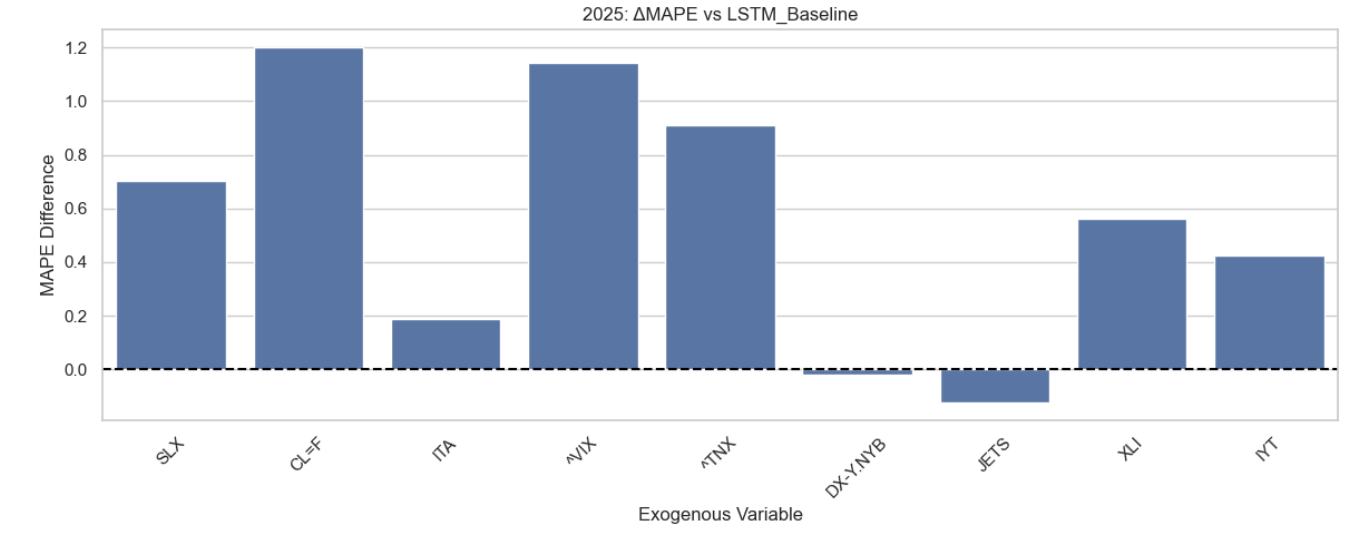 2025: ΔMAPE vs LSTM_Baseline
MAPE Difference
1.2
1.0
0.8
0.6
0.4
0.2
0.0
SLX
CL=F
ITA
^VIX
^TNX
DX-Y.NYB
JETS
XLI
IYT
Exogenous Variable